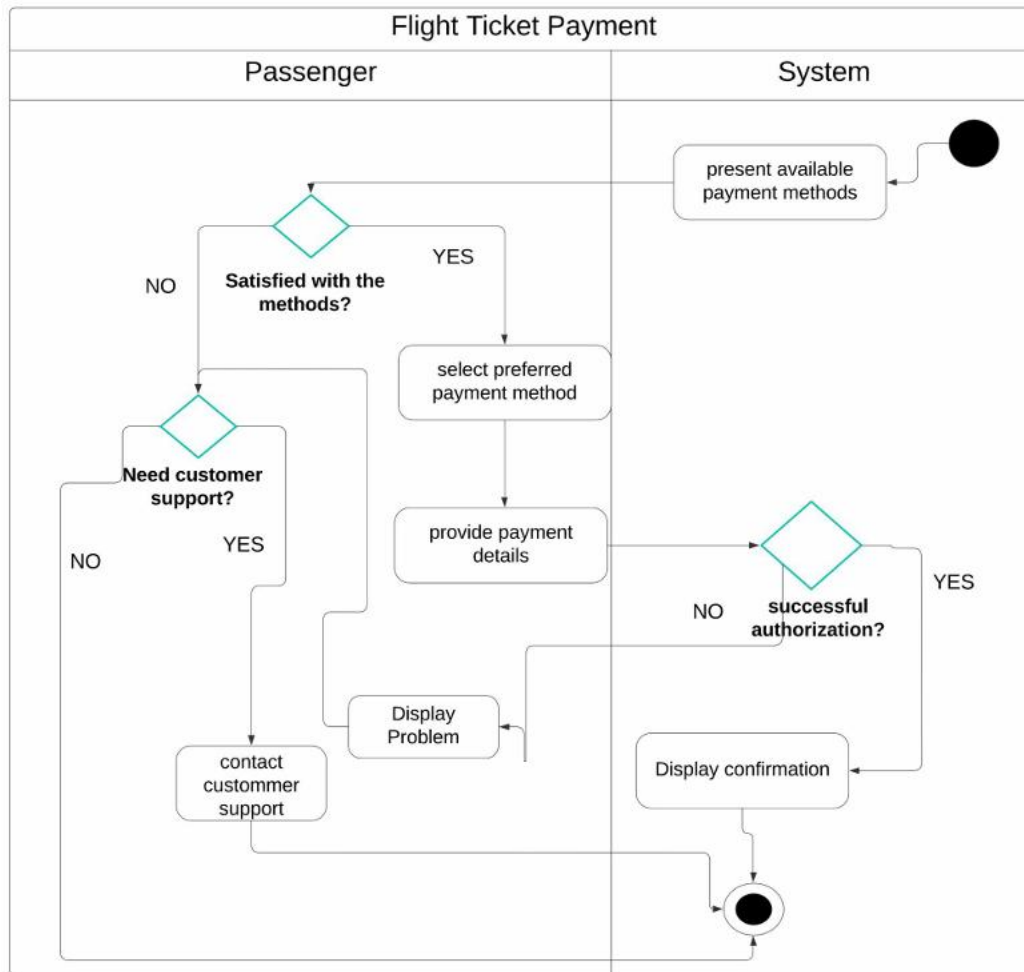 Flight Ticket Payment
Passenger
System
present available
payment methods
YES
NO
Satisfied with the
methods?
select preferred
payment method
Need customer
support?
provide payment
details
YES
NO
YES
NO
successful
authorization?
Display
Problem
contact
custommer
support
Display confirmation